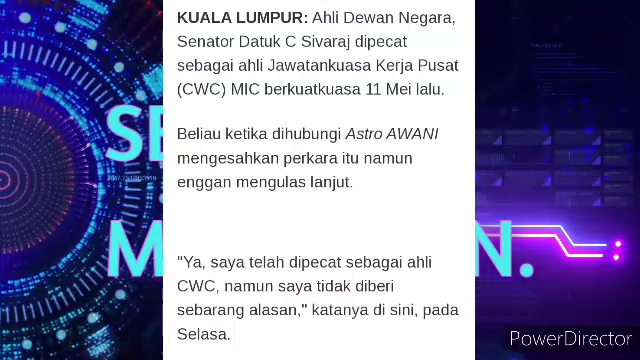 KUALA LUMPUR: Ahli Dewan Negara,
Senator Datuk C Sivaraj dipecat
sebagai ahli Jawatankuasa Kerja Pusat
(CWC) MIC berkuatkuasa 11 Mei lalu.
Beliau ketika dihubungi Astro AWANI
mengesahkan perkara itu namun
enggan mengulas lanjut.
"Ya, saya telah dipecat sebagai ahli
CWC, namun saya tidak diberi
sebarang alasan," katanya di sini, pada
Selasa.
PowerDirector